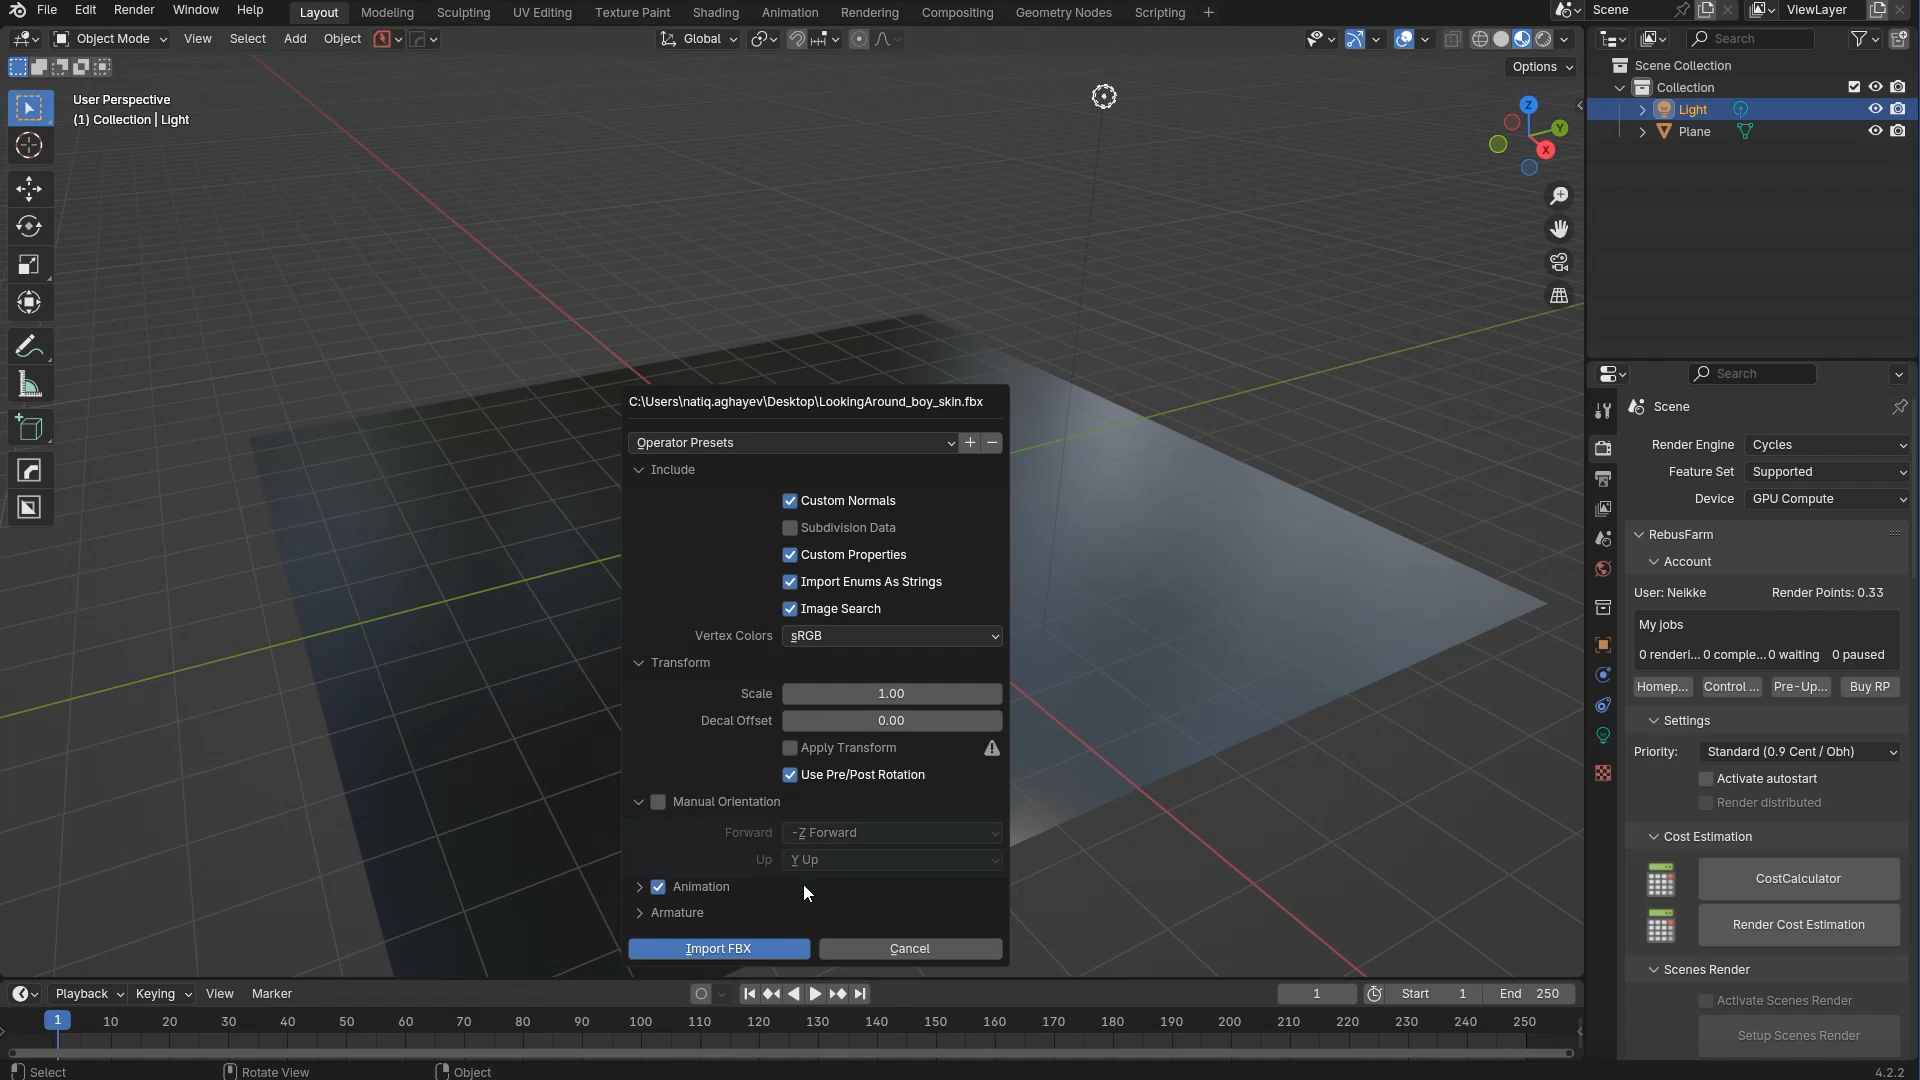 File Edit Render Window Help Layout Modeling Sculpting UV Editing Texture Paint Shading Animation Rendering Compositing Geometry Nodes Scripting + Scene ViewLayer
Object Mode View Select Add Object Global Search
Options
User Perspective
(1) Collection | Light
Z
Y
X
Scene Collection
Collection
Light
Plane
Search
Scene
Render Engine Cycles
Feature Set Supported
Device GPU Compute
RebusFarm
Account
User: Neikke Render Points: 0.33
My jobs
0 renderi... 0 comple... 0 waiting 0 paused
Homep... Control ... Pre-Up... Buy RP
Settings
Priority: Standard (0.9 Cent / Obh)
Activate autostart
Render distributed
Cost Estimation
CostCalculator
Render Cost Estimation
Scenes Render
Activate Scenes Render
Setup Scenes Render
C:\Users\natiq.aghayev\Desktop\LookingAround_boy_skin.fbx
Operator Presets
Include
Custom Normals
Subdivision Data
Custom Properties
Import Enums As Strings
Image Search
Vertex Colors sRGB
Transform
Scale 1.00
Decal Offset 0.00
Apply Transform
Use Pre/Post Rotation
Manual Orientation
Forward -Z Forward
Up Y Up
Animation
Armature
Import FBX Cancel
Playback Keying View Marker 1 Start 1 End 250
1 10 20 30 40 50 60 70 80 90 100 110 120 130 140 150 160 170 180 190 200 210 220 230 240 250
Select Rotate View Object 4.2.2